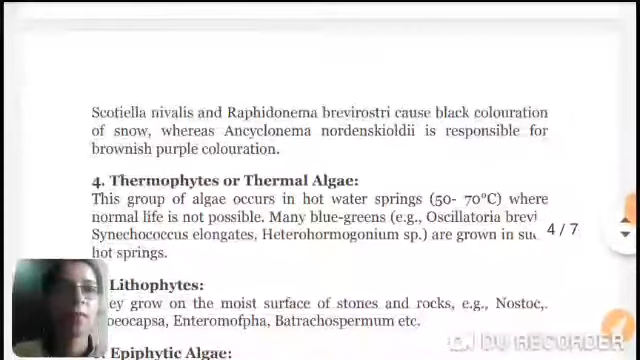 Scotiella nivalis and Raphidonema brevirostri cause black colouration
of snow, whereas Ancyclonema nordenskioldii is responsible for
brownish purple colouration.
4. Thermophytes or Thermal Algae:
This group of algae occurs in hot water springs (50- 70°C) where
normal life is not possible. Many blue-greens (e.g., Oscillatoria brevi
Synechococcus elongates, Heterohormogonium sp.) are grown in
4/7
hot springs.
Lithophytes:
grow on the moist surface of stones and rocks, e.g., Nostoc,.
Enteromofpha, Batrachospermum etc.
Epiphytic Algae:
DU RECORDER